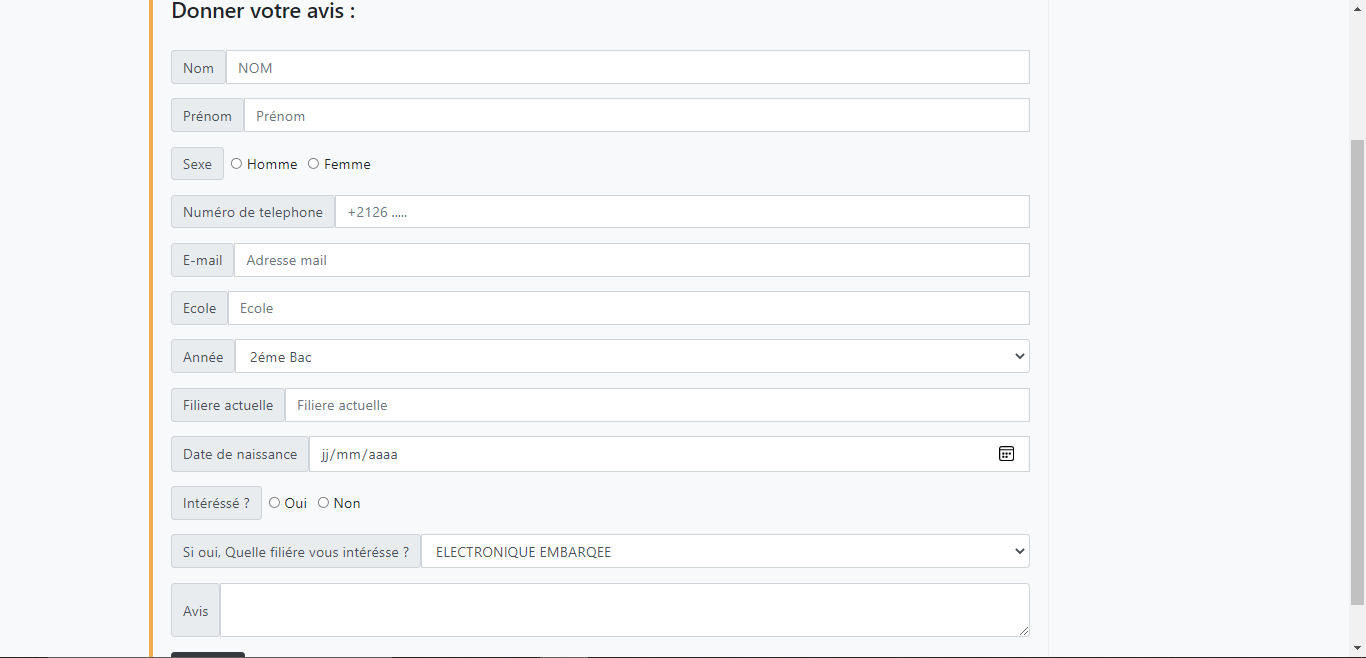 Donner votre avis :
Nom NOM
Prénom Prénom
Sexe Homme Femme
Numéro de telephone +2126 .....
E-mail Adresse mail
Ecole Ecole
Année 2éme Bac
Filiere actuelle Filiere actuelle
Date de naissance jj/mm/aaaa
Intéréssé ? Oui Non
Si oui, Quelle filiére vous intérésse ? ELECTRONIQUE EMBARQEE
Avis